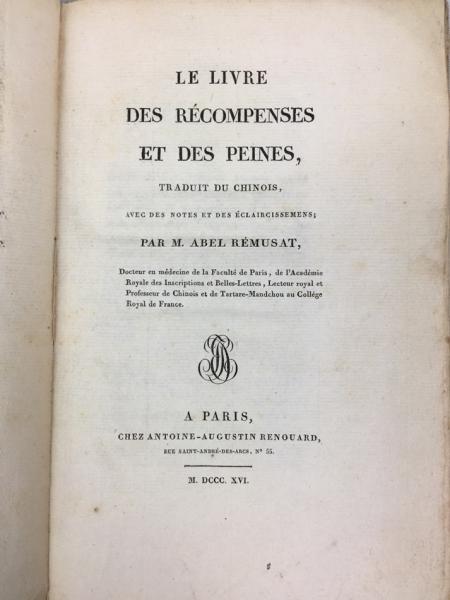 LE LIVRE
DES RÉCOMPENSES
ET DES PEINES,
TRADUIT DU CHINOIS,
AVEC DES NOTES ET DES ÉCLAIRCISSEMENS;
PAR M. ABEL RÉMUSAT,
Docteur en médecine de la Faculté de Paris, de l'Académie
Royale des Inscriptions et Belles-Lettres, Lecteur royal et
Professeur de Chinois et de Tartare-Mandchou au Collége
Royal de France.
A PARIS,
CHEZ ANTOINE-AUGUSTIN RENOUARD,
RUE SAINT-ANDRÉ-DES-ARCS, Nº 55.
M. DCCC. XVI.